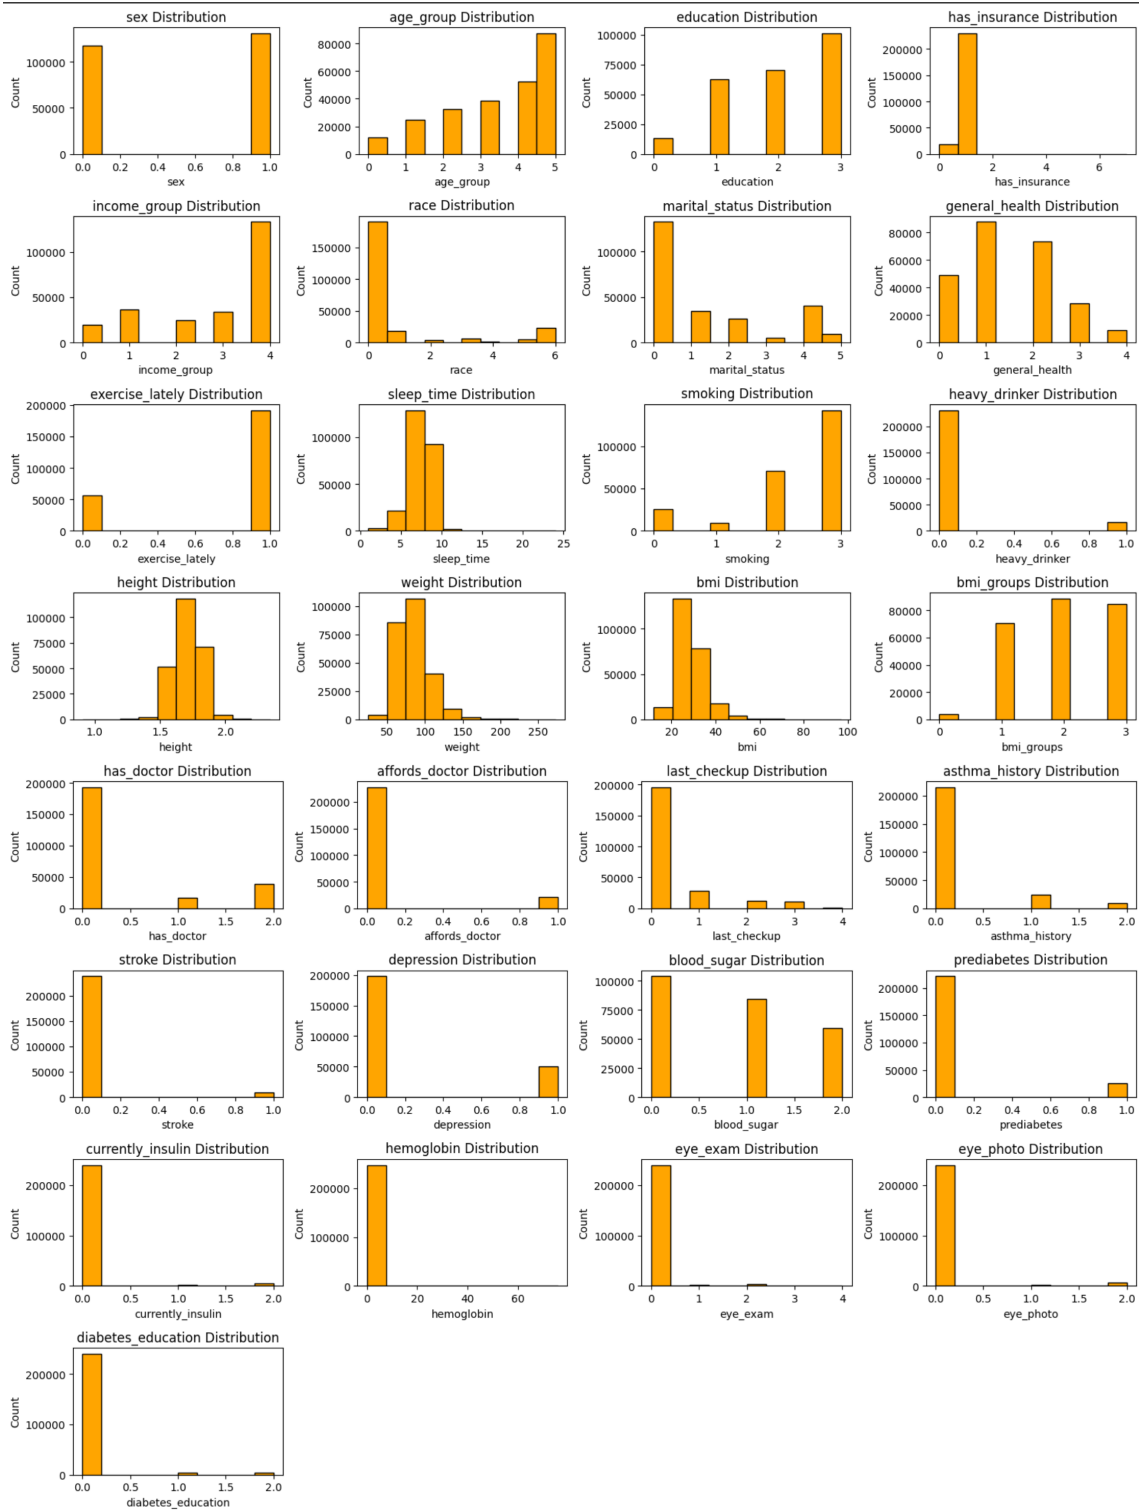 sex Distribution
Count
100000
50000
0
0.0 0.2 0.4 0.6 0.8 1.0
sex
age_group Distribution
Count
80000
60000
40000
20000
0
0 1 2 3 4 5
age_group
education Distribution
Count
100000
75000
50000
25000
0
0 1 2 3
education
has_insurance Distribution
Count
200000
150000
100000
50000
0
0 2 4 6
has_insurance
income_group Distribution
Count
100000
50000
0
0 1 2 3 4
income_group
race Distribution
Count
150000
100000
50000
0
0 2 4 6
race
marital_status Distribution
Count
100000
50000
0
0 1 2 3 4 5
marital_status
general_health Distribution
Count
80000
60000
40000
20000
0
0 1 2 3 4
general_health
exercise_lately Distribution
Count
200000
150000
100000
50000
0
0.0 0.2 0.4 0.6 0.8 1.0
exercise_lately
sleep_time Distribution
Count
100000
50000
0
0 5 10 15 20 25
sleep_time
smoking Distribution
Count
100000
50000
0
0 1 2 3
smoking
heavy_drinker Distribution
Count
200000
150000
100000
50000
0
0.0 0.2 0.4 0.6 0.8 1.0
heavy_drinker
height Distribution
Count
100000
75000
50000
25000
0
1.0 1.5 2.0
height
weight Distribution
Count
100000
75000
50000
25000
0
50 100 150 200 250
weight
bmi Distribution
Count
100000
50000
0
20 40 60 80 100
bmi
bmi_groups Distribution
Count
80000
60000
40000
20000
0
0 1 2 3
bmi_groups
has_doctor Distribution
Count
200000
150000
100000
50000
0
0.0 0.5 1.0 1.5 2.0
has_doctor
affords_doctor Distribution
Count
200000
150000
100000
50000
0
0.0 0.2 0.4 0.6 0.8 1.0
affords_doctor
last_checkup Distribution
Count
200000
150000
100000
50000
0
0 1 2 3 4
last_checkup
asthma_history Distribution
Count
200000
150000
100000
50000
0
0.0 0.5 1.0 1.5 2.0
asthma_history
stroke Distribution
Count
200000
150000
100000
50000
0
0.0 0.2 0.4 0.6 0.8 1.0
stroke
depression Distribution
Count
200000
150000
100000
50000
0
0.0 0.2 0.4 0.6 0.8 1.0
depression
blood_sugar Distribution
Count
100000
75000
50000
25000
0
0.0 0.5 1.0 1.5 2.0
blood_sugar
prediabetes Distribution
Count
200000
150000
100000
50000
0
0.0 0.2 0.4 0.6 0.8 1.0
prediabetes
currently_insulin Distribution
Count
200000
100000
0
0.0 0.5 1.0 1.5 2.0
currently_insulin
hemoglobin Distribution
Count
200000
100000
0
0 20 40 60
hemoglobin
eye_exam Distribution
Count
200000
100000
0
0 1 2 3 4
eye_exam
eye_photo Distribution
Count
200000
100000
0
0.0 0.5 1.0 1.5 2.0
eye_photo
diabetes_education Distribution
Count
200000
100000
0
0.0 0.5 1.0 1.5 2.0
diabetes_education